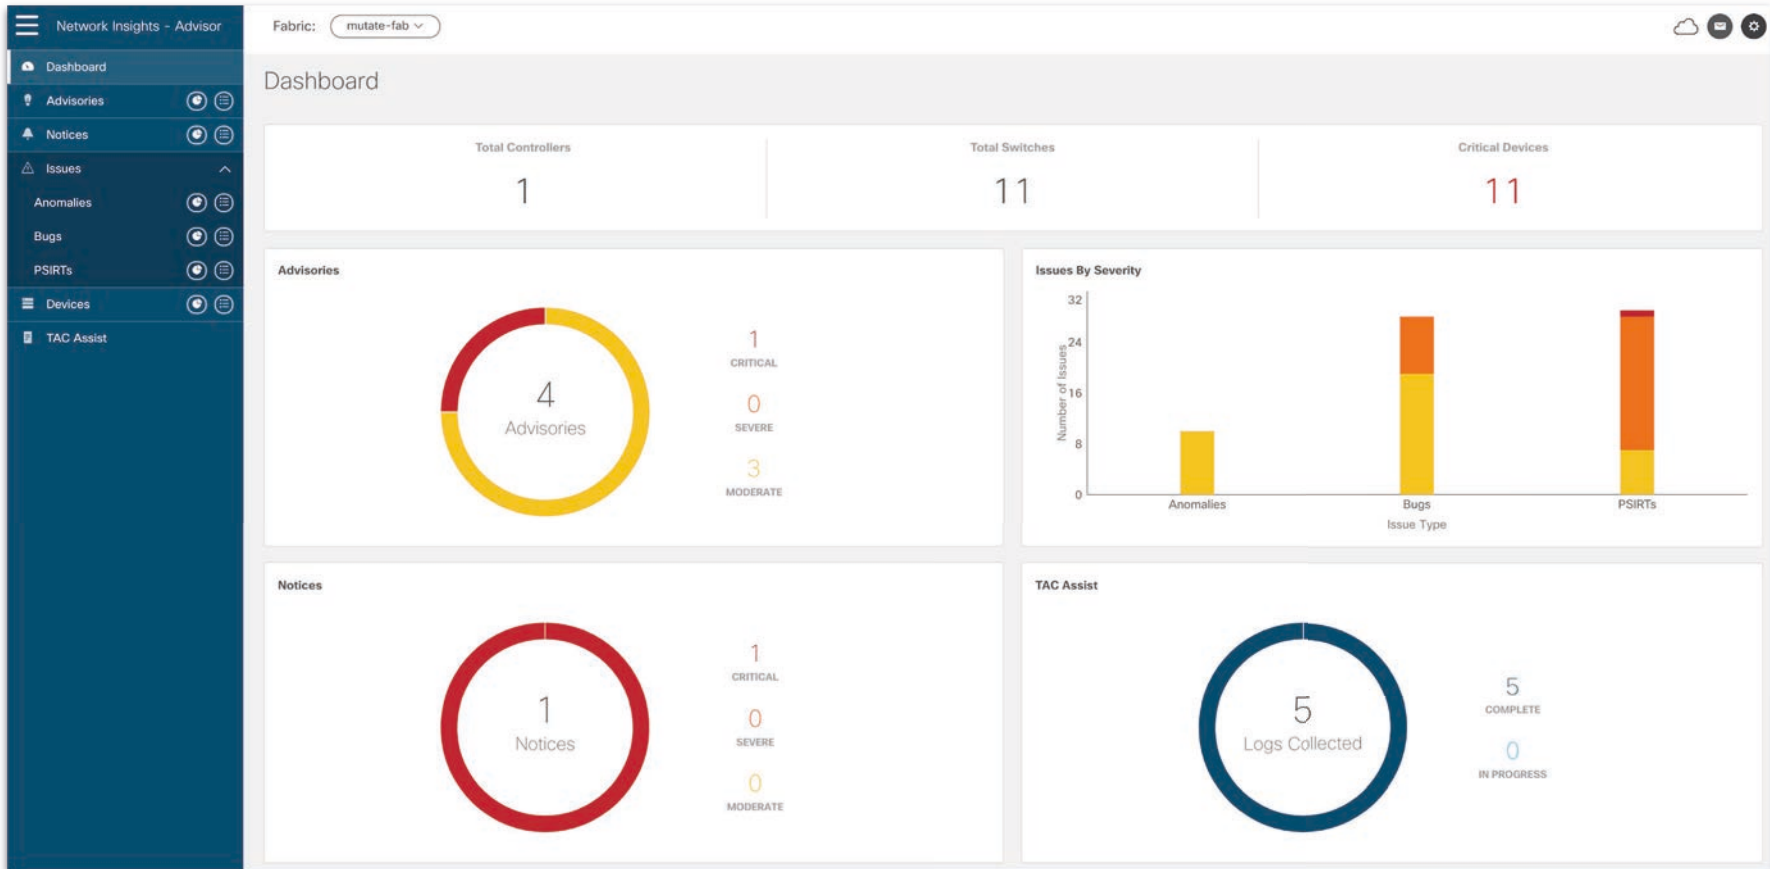 Network Insights - Advisor
Dashboard
Advisories
Notices
Issues
Anomalies
Bugs
PSIRTs
Devices
TAC Assist
Fabric: mutate-fab
Dashboard
Total Controllers
1
Total Switches
11
Critical Devices
11
Advisories
4
Advisories
1
CRITICAL
0
SEVERE
3
MODERATE
Issues By Severity
32
24
16
8
0
Number of Issues
Anomalies Bugs PSIRTs
Issue Type
Notices
1
Notices
1
CRITICAL
0
SEVERE
0
MODERATE
TAC Assist
5
Logs Collected
5
COMPLETE
0
IN PROGRESS